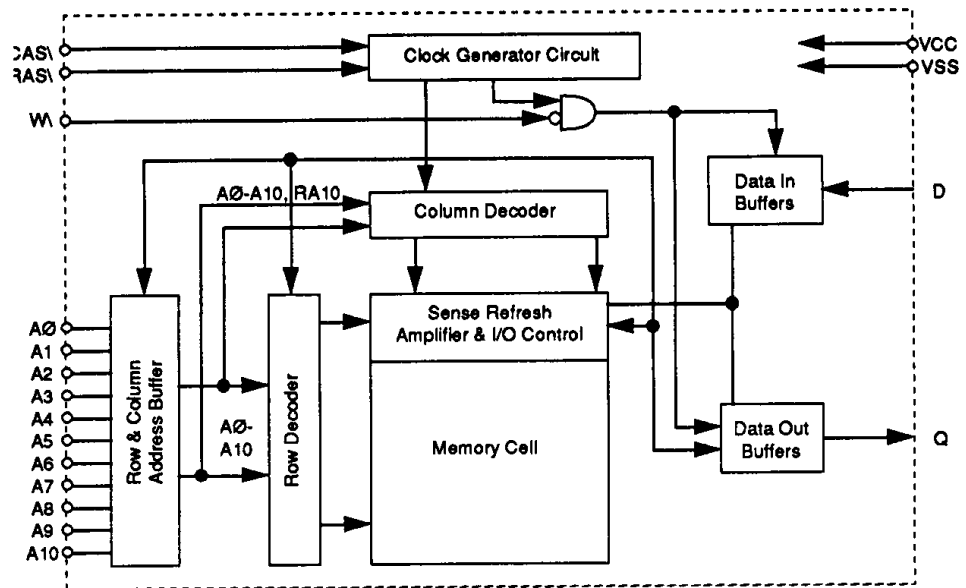 CAS\
Clock Generator Circuit
VCC
RAS\
VSS
W\
Data In
Buffers
D
AØ-A10, RA10
Column Decoder
Sense Refresh
Amplifier & I/O Control
AØ
A1
A2
A3
A4
A5
A6
A7
A8
A9
A10
Row & Column
Address Buffer
AØ-
A10
Row Decoder
Memory Cell
Data Out
Buffers
Q